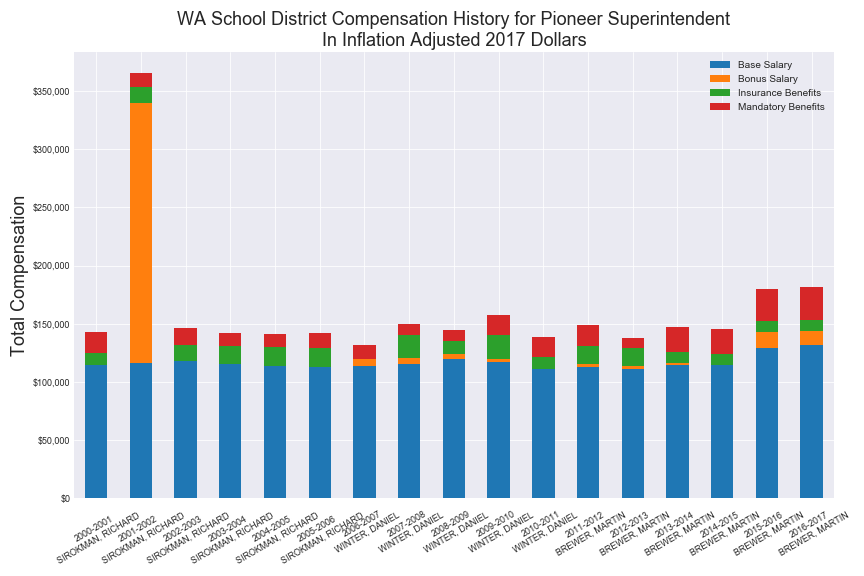 WA School District Compensation History for Pioneer Superintendent
In Inflation Adjusted 2017 Dollars
Base Salary
Bonus Salary
Insurance Benefits
Mandatory Benefits
Total Compensation
$350,000
$300,000
$250,000
$200,000
$150,000
$100,000
$50,000
$0
2000-2001
SIROKMAN, RICHARD
2001-2002
SIROKMAN, RICHARD
2002-2003
SIROKMAN, RICHARD
2003-2004
SIROKMAN, RICHARD
2004-2005
SIROKMAN, RICHARD
2005-2006
SIROKMAN, RICHARD
2006-2007
WINTER, DANIEL
2007-2008
WINTER, DANIEL
2008-2009
WINTER, DANIEL
2009-2010
WINTER, DANIEL
2010-2011
WINTER, DANIEL
2011-2012
BREWER, MARTIN
2012-2013
BREWER, MARTIN
2013-2014
BREWER, MARTIN
2014-2015
BREWER, MARTIN
2015-2016
BREWER, MARTIN
2016-2017
BREWER, MARTIN